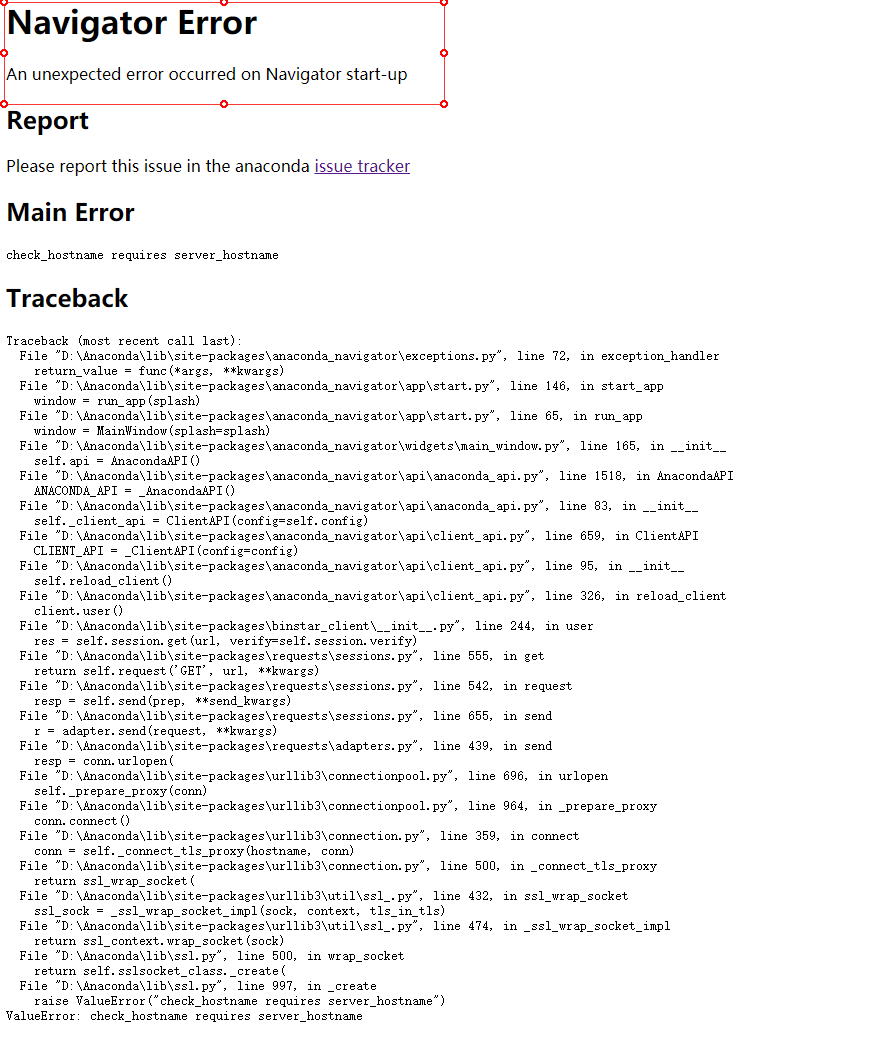 Navigator Error
An unexpected error occurred on Navigator start-up
Report
Please report this issue in the anaconda issue tracker
Main Error
check_hostname requires server_hostname
Traceback
Traceback (most recent call last):
  File "D:\Anaconda\lib\site-packages\anaconda_navigator\exceptions.py", line 72, in exception_handler
    return_value = func(*args, **kwargs)
  File "D:\Anaconda\lib\site-packages\anaconda_navigator\app\start.py", line 146, in start_app
    window = run_app(splash)
  File "D:\Anaconda\lib\site-packages\anaconda_navigator\app\start.py", line 65, in run_app
    window = MainWindow(splash=splash)
  File "D:\Anaconda\lib\site-packages\anaconda_navigator\widgets\main_window.py", line 165, in __init__
    self.api = AnacondaAPI()
  File "D:\Anaconda\lib\site-packages\anaconda_navigator\api\anaconda_api.py", line 1518, in AnacondaAPI
    ANACONDA_API = _AnacondaAPI()
  File "D:\Anaconda\lib\site-packages\anaconda_navigator\api\anaconda_api.py", line 83, in __init__
    self._client_api = ClientAPI(config=self.config)
  File "D:\Anaconda\lib\site-packages\anaconda_navigator\api\client_api.py", line 659, in ClientAPI
    CLIENT_API = _ClientAPI(config=config)
  File "D:\Anaconda\lib\site-packages\anaconda_navigator\api\client_api.py", line 95, in __init__
    self.reload_client()
  File "D:\Anaconda\lib\site-packages\anaconda_navigator\api\client_api.py", line 326, in reload_client
    client.user()
  File "D:\Anaconda\lib\site-packages\binstar_client\__init__.py", line 244, in user
    res = self.session.get(url, verify=self.session.verify)
  File "D:\Anaconda\lib\site-packages\requests\sessions.py", line 555, in get
    return self.request('GET', url, **kwargs)
  File "D:\Anaconda\lib\site-packages\requests\sessions.py", line 542, in request
    resp = self.send(prep, **send_kwargs)
  File "D:\Anaconda\lib\site-packages\requests\sessions.py", line 655, in send
    r = adapter.send(request, **kwargs)
  File "D:\Anaconda\lib\site-packages\requests\adapters.py", line 439, in send
    resp = conn.urlopen(
  File "D:\Anaconda\lib\site-packages\urllib3\connectionpool.py", line 696, in urlopen
    self._prepare_proxy(conn)
  File "D:\Anaconda\lib\site-packages\urllib3\connectionpool.py", line 964, in _prepare_proxy
    conn.connect()
  File "D:\Anaconda\lib\site-packages\urllib3\connection.py", line 359, in connect
    conn = self._connect_tls_proxy(hostname, conn)
  File "D:\Anaconda\lib\site-packages\urllib3\connection.py", line 500, in _connect_tls_proxy
    return ssl_wrap_socket(
  File "D:\Anaconda\lib\site-packages\urllib3\util\ssl_.py", line 432, in ssl_wrap_socket
    ssl_sock = _ssl_wrap_socket_impl(sock, context, tls_in_tls)
  File "D:\Anaconda\lib\site-packages\urllib3\util\ssl_.py", line 474, in _ssl_wrap_socket_impl
    return ssl_context.wrap_socket(sock)
  File "D:\Anaconda\lib\ssl.py", line 500, in wrap_socket
    return self.sslsocket_class._create(
  File "D:\Anaconda\lib\ssl.py", line 997, in _create
    raise ValueError("check_hostname requires server_hostname")
ValueError: check_hostname requires server_hostname